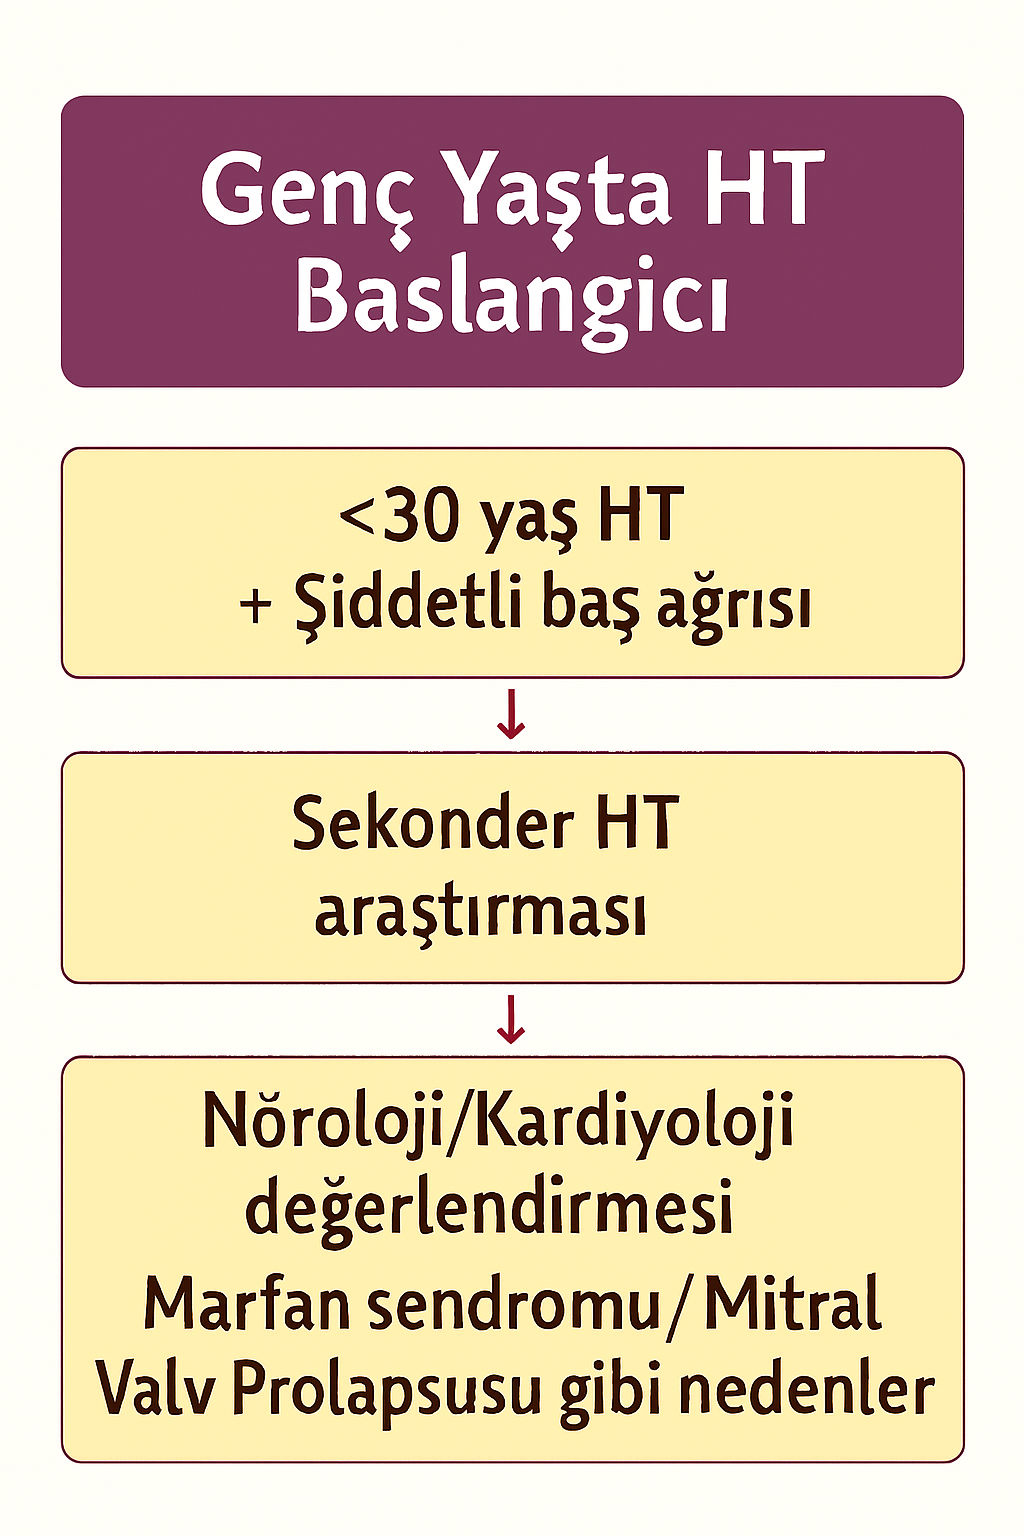 Genç Yaşta HT
Baslangicı
<30 yaş HT
+ Şiddetli baş ağrısı
↓
Sekonder HT
araştırması
↓
Nŏroloji/Kardiyoloji
değerlendirmesi
Marfan sendromu/Mitral
Valv Prolapsusu gibi nedenler